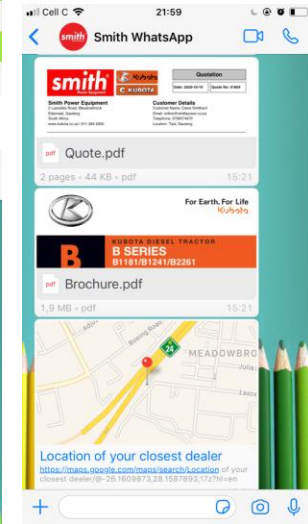 Cell C
21:59
smith
Smith WhatsApp
smith
Power Equipment
Kubota
KUBOTA
Quotation
Smith Power Equipment
Customer Details
Quote.pdf
2 pages • 44 KB • pdf
15:21
For Earth, For Life
Kubota
KUBOTA DIESEL TRACTOR
B
B SERIES
B1181/B1241/B2261
Brochure.pdf
1,9 MB • pdf
15:21
24
MEADOWBRO
Location of your closest dealer
https://maps.google.com/maps/search/Location of your
closest dealer/@-26.1609873,28.1587893,17z?hl=en